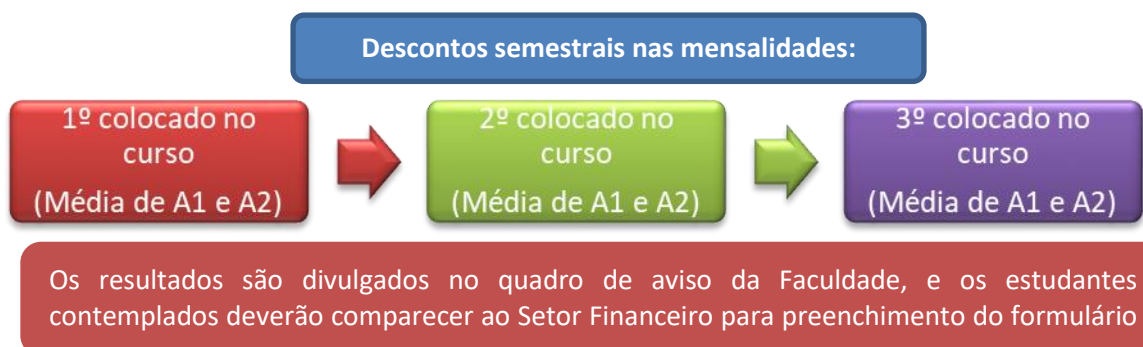 Descontos semestrais nas mensalidades:
1º colocado no
curso
(Média de A1 e A2)
2º colocado no
curso
(Média de A1 e A2)
3º colocado no
curso
(Média de A1 e A2)
Os resultados são divulgados no quadro de aviso da Faculdade, e os estudantes
contemplados deverão comparecer ao Setor Financeiro para preenchimento do formulário